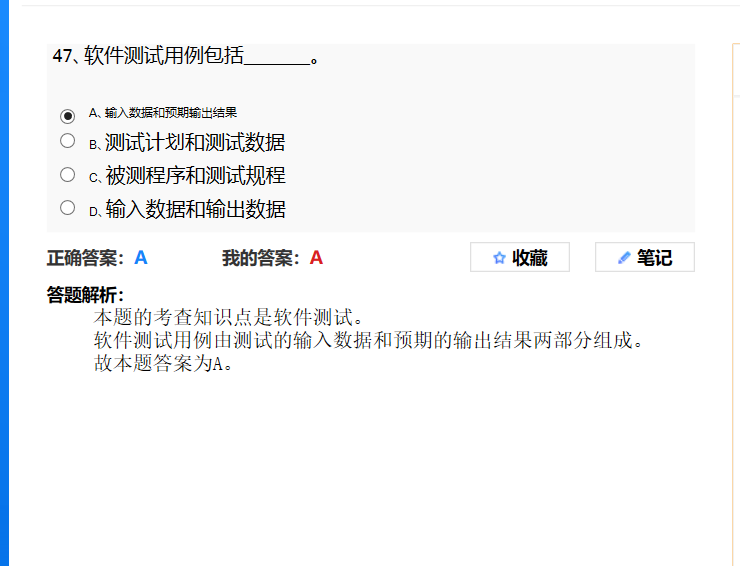 47、软件测试用例包括______。
A、输入数据和预期输出结果
B、测试计划和测试数据
C、被测程序和测试规程
D、输入数据和输出数据
正确答案：A 我的答案：A 收藏 笔记
答题解析：
本题的考查知识点是软件测试。
软件测试用例由测试的输入数据和预期的输出结果两部分组成。
故本题答案为A。